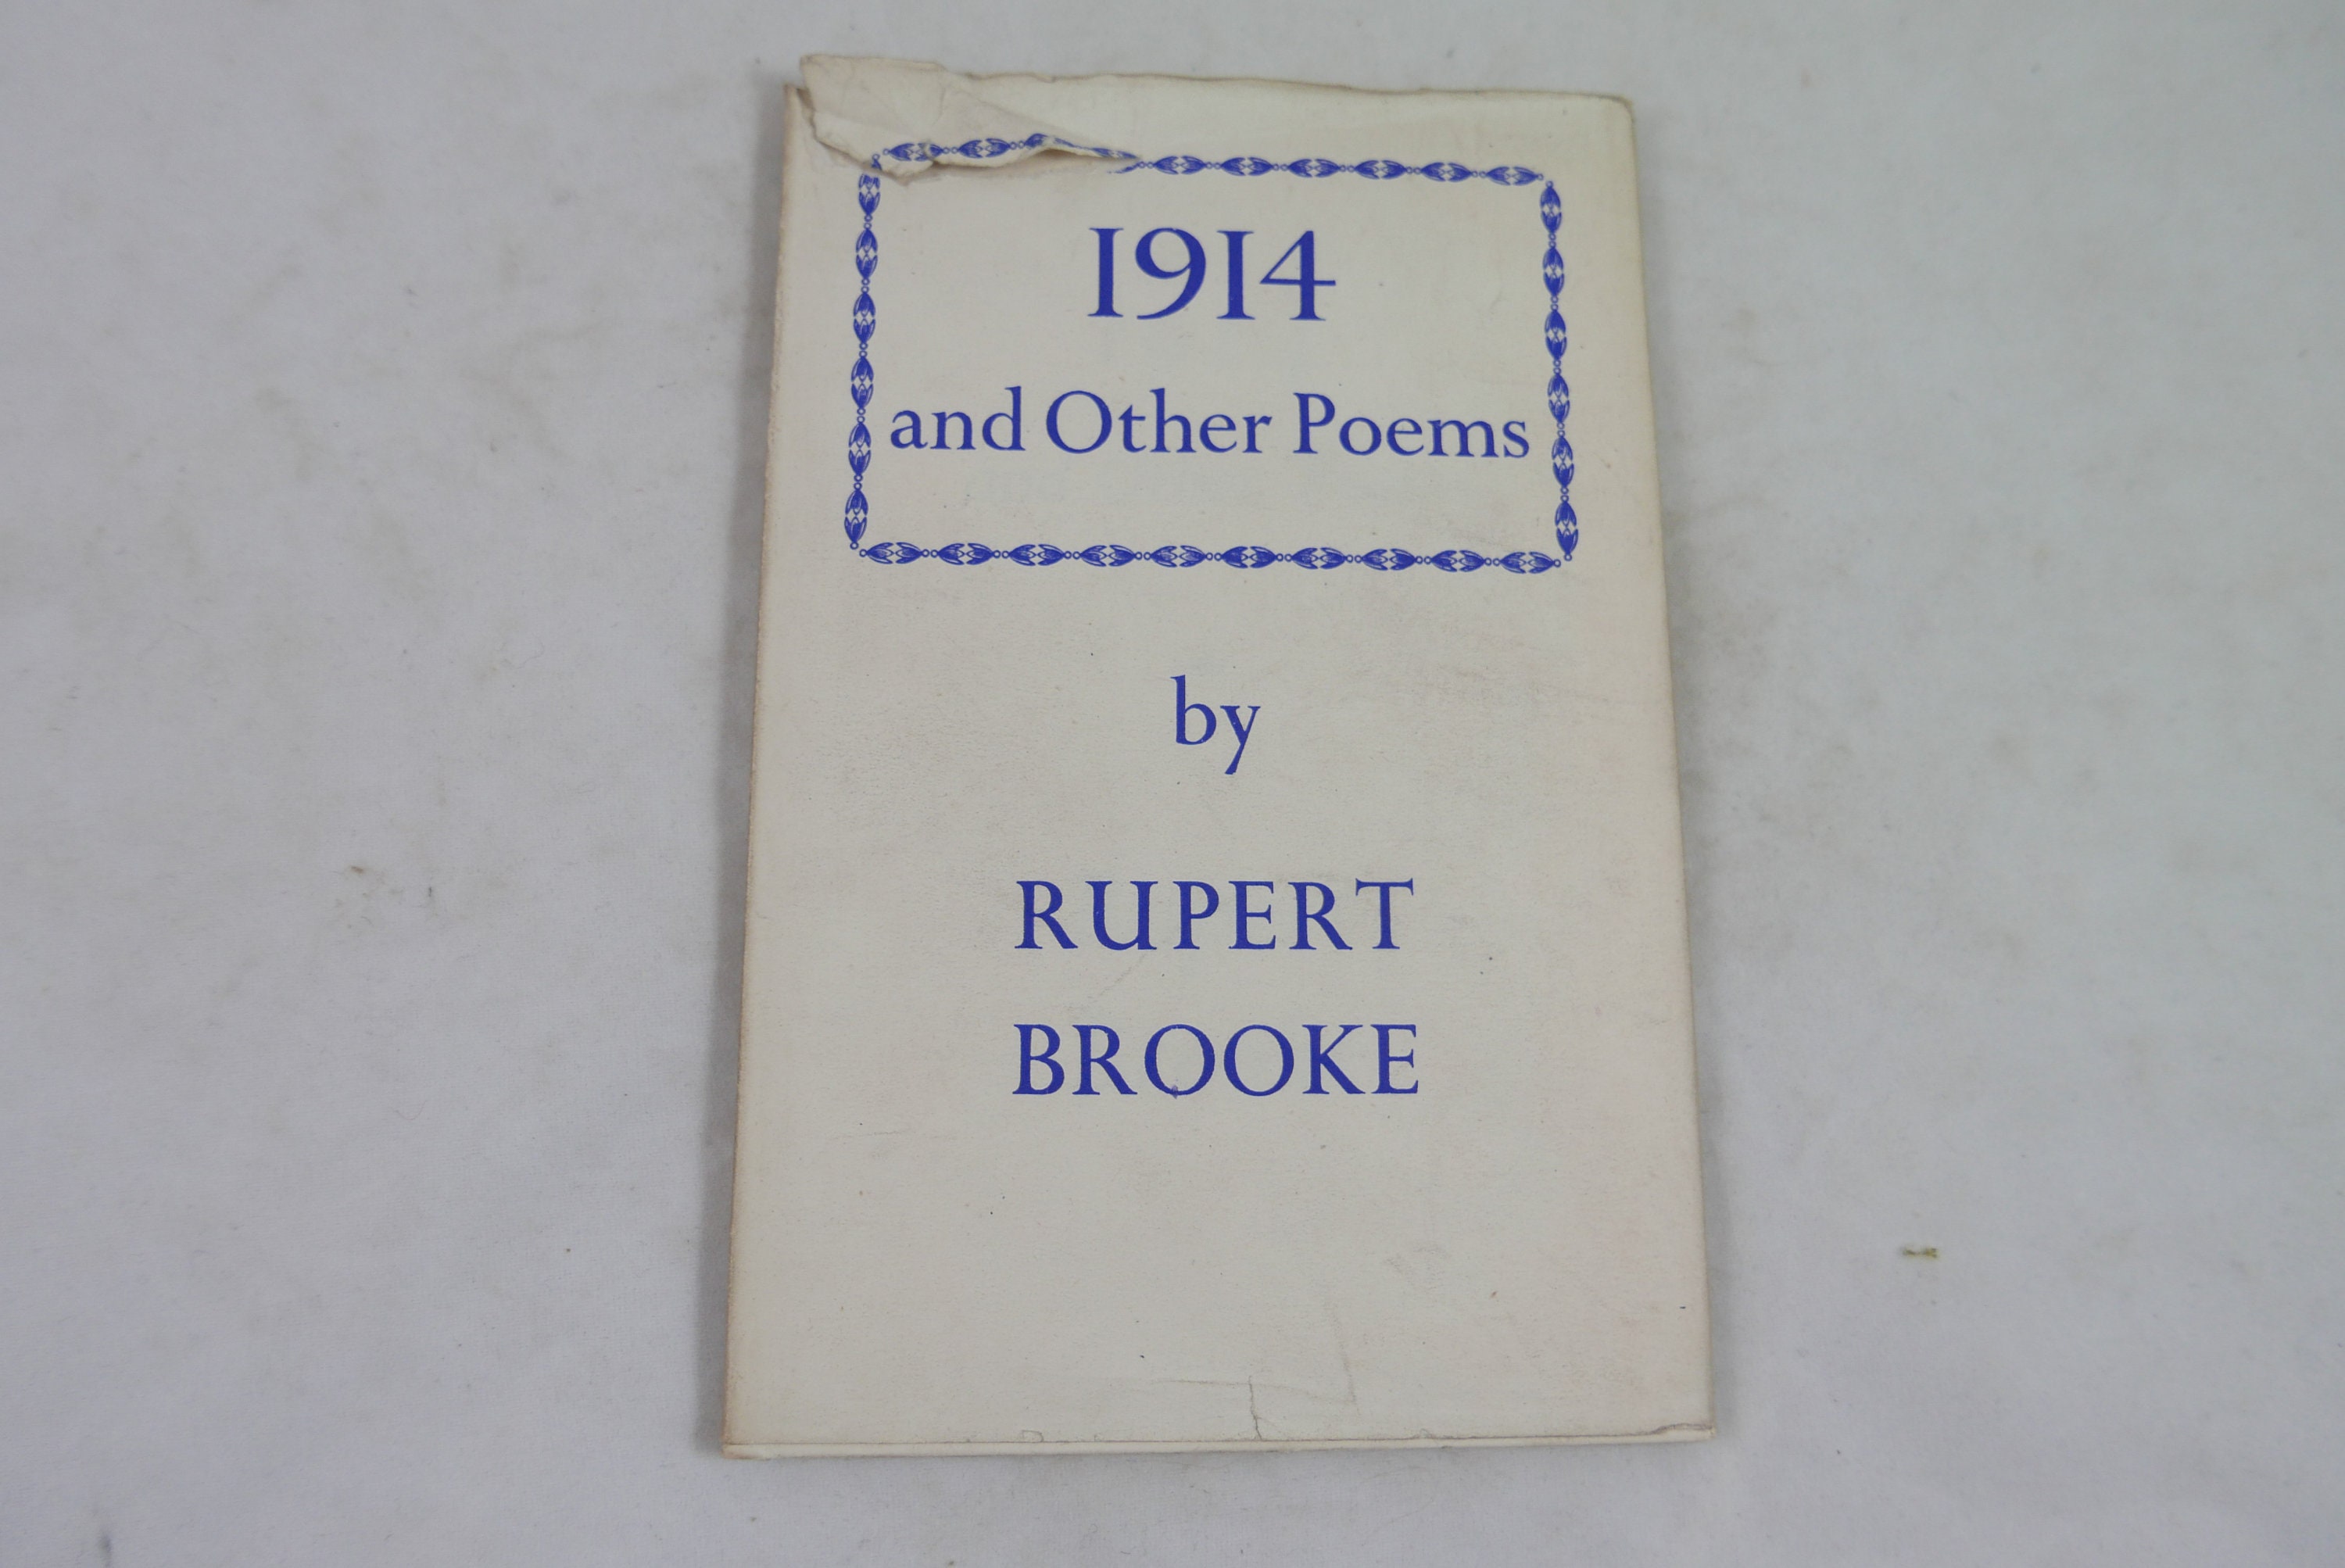 1914
and Other Poems
by
RUPERT
BROOKE